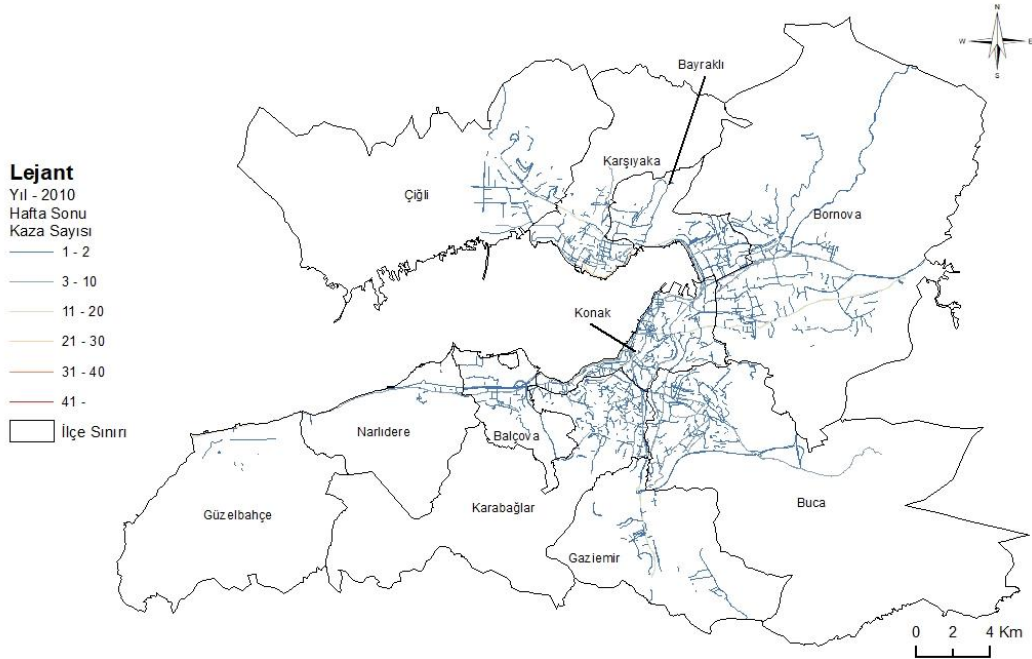 N
W
E
S
Bayraklı
Karşıyaka
Çiğli
Bornova
Lejant
Yıl - 2010
Hafta Sonu
Kaza Sayısı
1 - 2
3 - 10
11 - 20
21 - 30
31 - 40
41 -
İlçe Sınırı
Konak
Narlıdere
Balçova
Güzelbahçe
Karabağlar
Buca
Gaziemir
0 2 4 Km